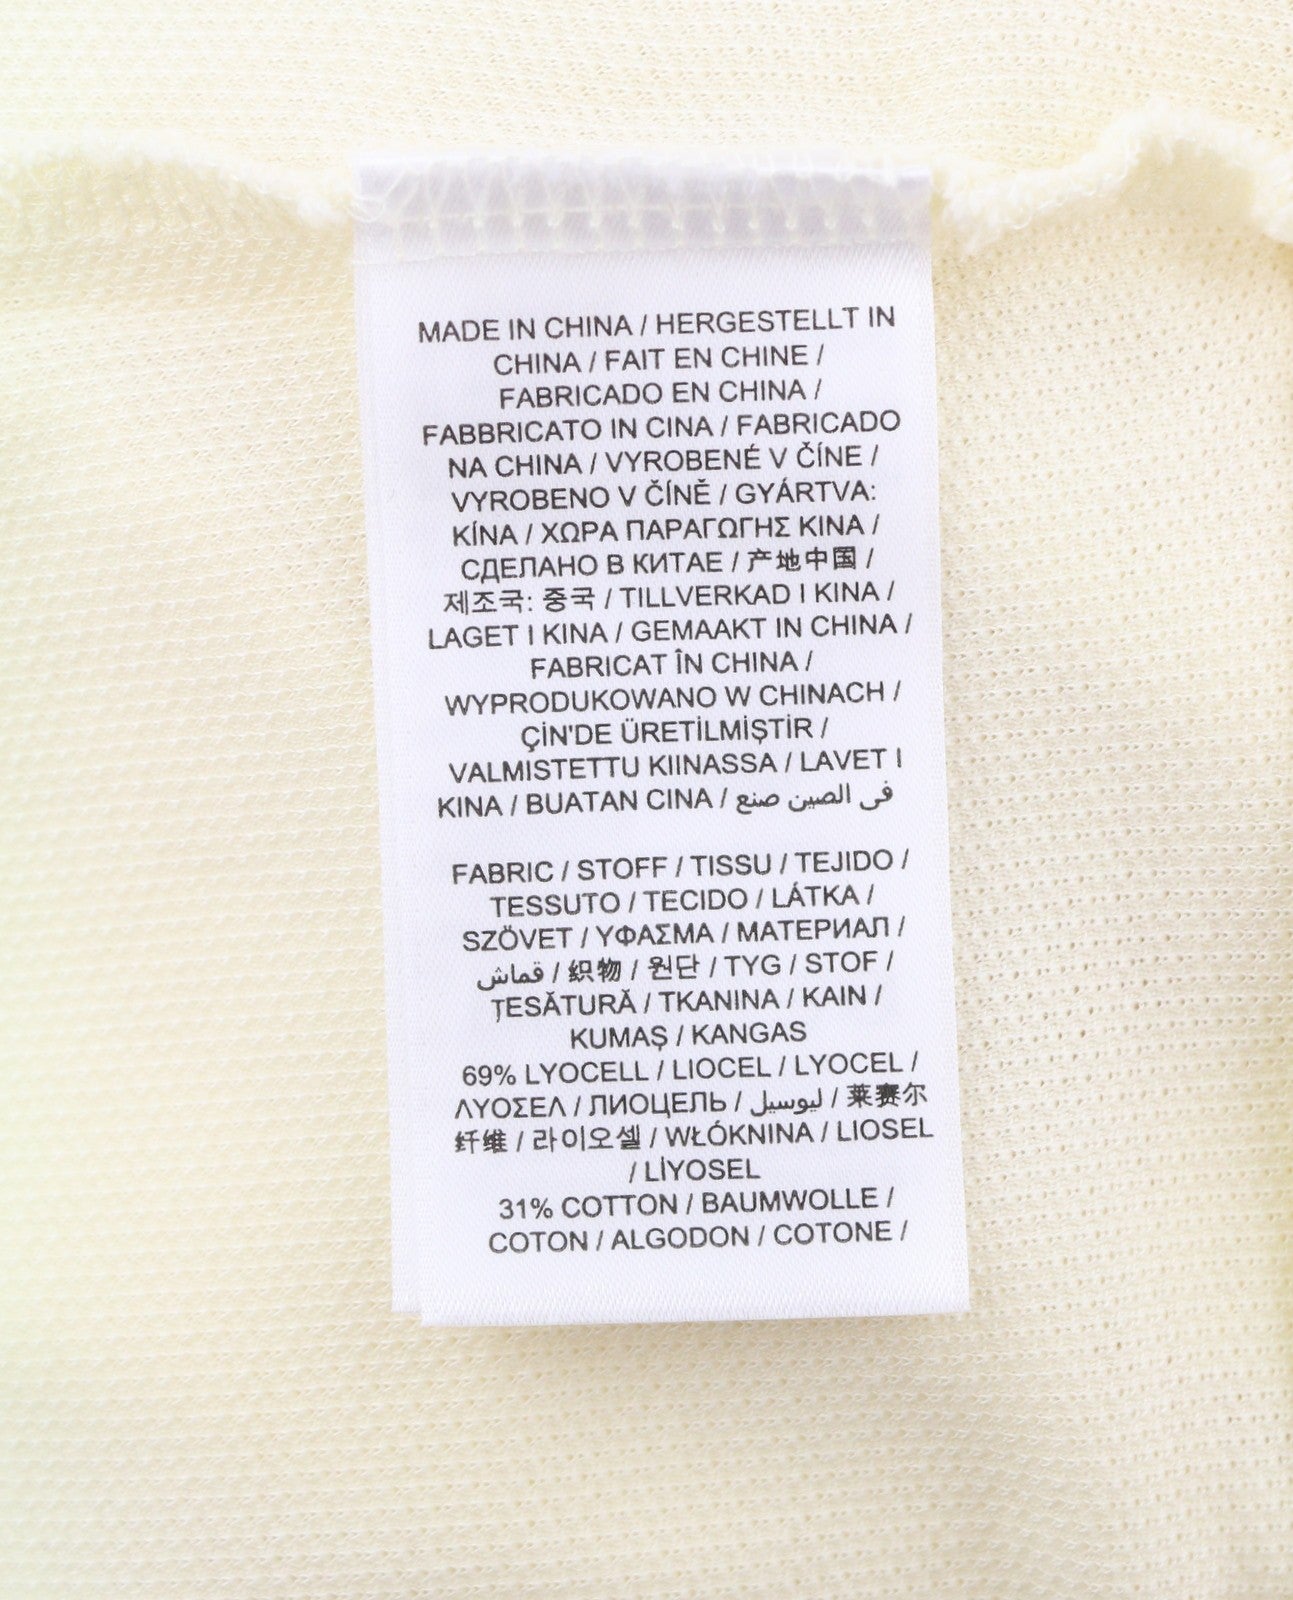 MADE IN CHINA / HERGESTELLT IN
CHINA / FAIT EN CHINE /
FABRICADO EN CHINA /
FABBRICATO IN CINA / FABRICADO
NA CHINA / VYROBENÉ V ČÍNE /
VYROBENO V ČÍNĚ / GYÁRTVA:
KÍNA / ΧΩΡΑ ΠΑΡΑΓΩΓΗΣ ΚΙΝΑ /
СДЕЛАНО В КИТАЕ / 产地中国 /
제조국: 중국 / TILLVERKAD I KINA /
LAGET I KINA / GEMAAKT IN CHINA /
FABRICAT ÎN CHINA /
WYPRODUKOWANO W CHINACH /
ÇİN'DE ÜRETİLMİŞTİR /
VALMISTETTU KIINASSA / LAVET I
KINA / BUATAN CINA / في الصين صنع
FABRIC / STOFF / TISSU / TEJIDO /
TESSUTO / TECIDO / LÁTKA /
SZÖVET / ΥΦΑΣΜΑ / МАТЕРИАЛ /
قماش / 织物 / 원단 / TYG / STOF /
ŢESĂTURĂ / TKANINA / KAIN /
KUMAŞ / KANGAS
69% LYOCELL / LIOCEL / LYOCEL /
ΛΥΟΣΕΛ / ЛИОЦЕЛЬ / ليوسيل / 莱赛尔
纤维 / 라이오셀 / WŁÓKNINA / LIOSEL
/ LİYOSEL
31% COTTON / BAUMWOLLE /
COTON / ALGODON / COTONE /